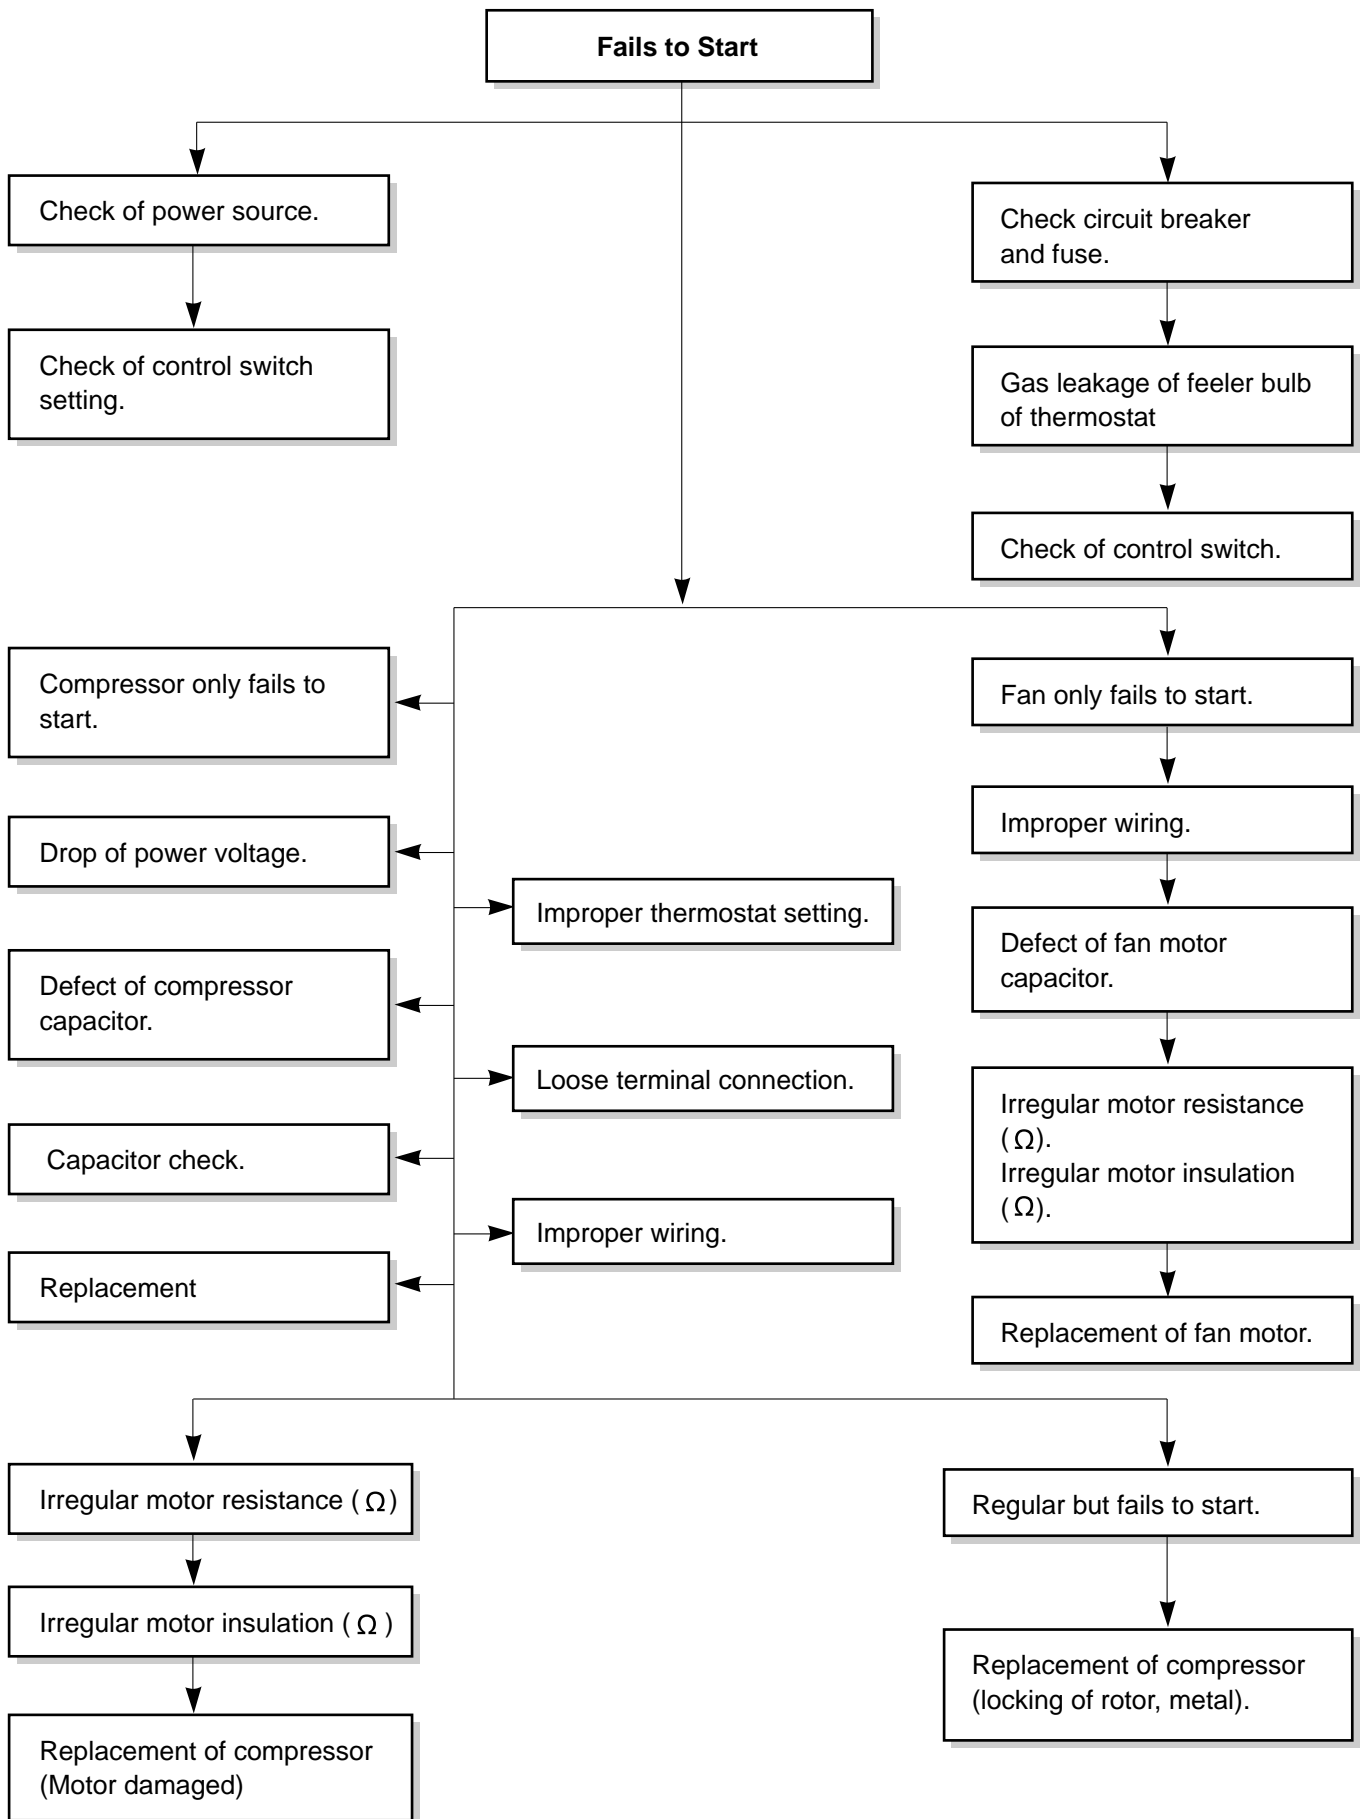 Fails to Start
Check of power source.
Check circuit breaker
and fuse.
Check of control switch
setting.
Gas leakage of feeler bulb
of thermostat
Check of control switch.
Compressor only fails to
start.
Fan only fails to start.
Drop of power voltage.
Improper wiring.
Improper thermostat setting.
Defect of fan motor
capacitor.
Defect of compressor
capacitor.
Loose terminal connection.
Irregular motor resistance
(Ω).
Irregular motor insulation
(Ω).
Capacitor check.
Improper wiring.
Replacement
Replacement of fan motor.
Irregular motor resistance (Ω)
Regular but fails to start.
Irregular motor insulation (Ω )
Replacement of compressor
(locking of rotor, metal).
Replacement of compressor
(Motor damaged)